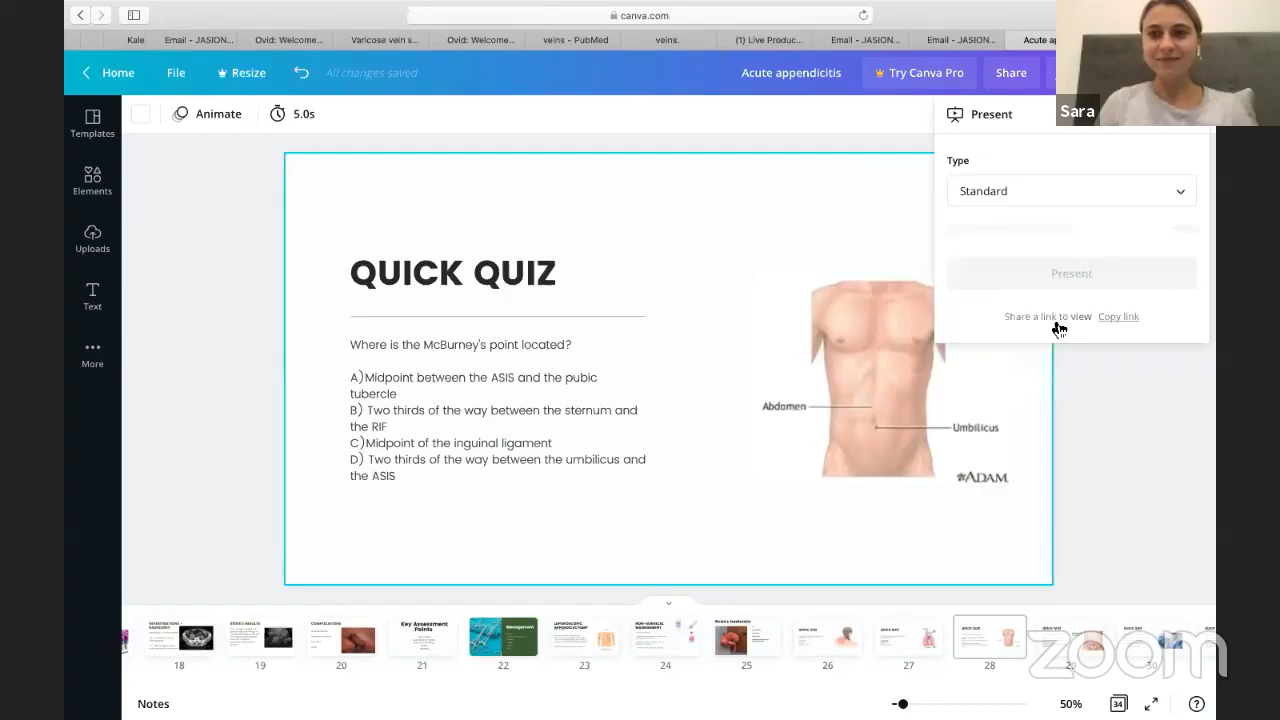 canva.com
Kale
Email - JASION...
Ovid: Welcome...
Varicose vein s...
Ovid: Welcome...
veins - PubMed
veins.
(1) Live Produc...
Email - JASION...
Email - JASION...
Acute ap
Home
File
Resize
All changes saved
Acute appendicitis
Try Canva Pro
Share
Sara
Templates
Elements
Uploads
Text
More
Animate
5.0s
Present
Type
Standard
Present
Share a link to view Copy link
QUICK QUIZ
Where is the McBurney's point located?
A)Midpoint between the ASIS and the pubic
tubercle
B) Two thirds of the way between the sternum and
the RIF
C)Midpoint of the inguinal ligament
D) Two thirds of the way between the umbilicus and
the ASIS
Abdomen
Umbilicus
ADAM
COMPLICATIONS
Key Assessment
Points
Management
18
19
20
21
22
23
24
25
26
27
28
29
30
zoom
Notes
50%
34